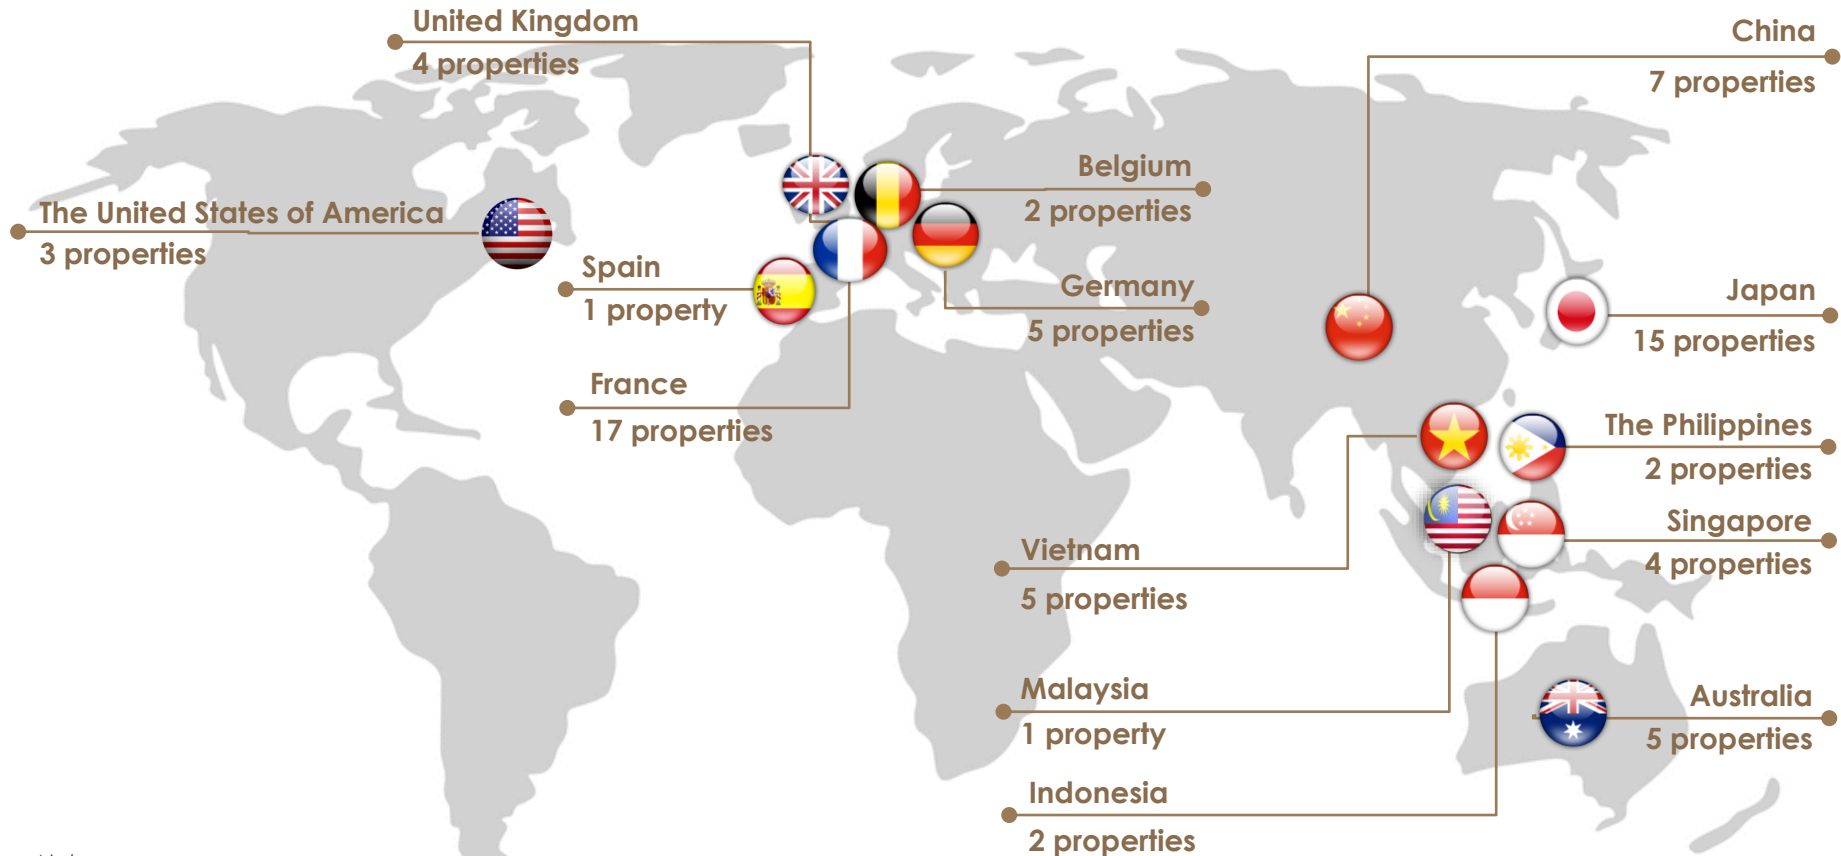 United Kingdom
4 properties
China
7 properties
Belgium
2 properties
The United States of America
3 properties
Spain
1 property
Germany
5 properties
Japan
15 properties
France
17 properties
The Philippines
2 properties
Singapore
4 properties
Vietnam
5 properties
Malaysia
1 property
Australia
5 properties
Indonesia
2 properties